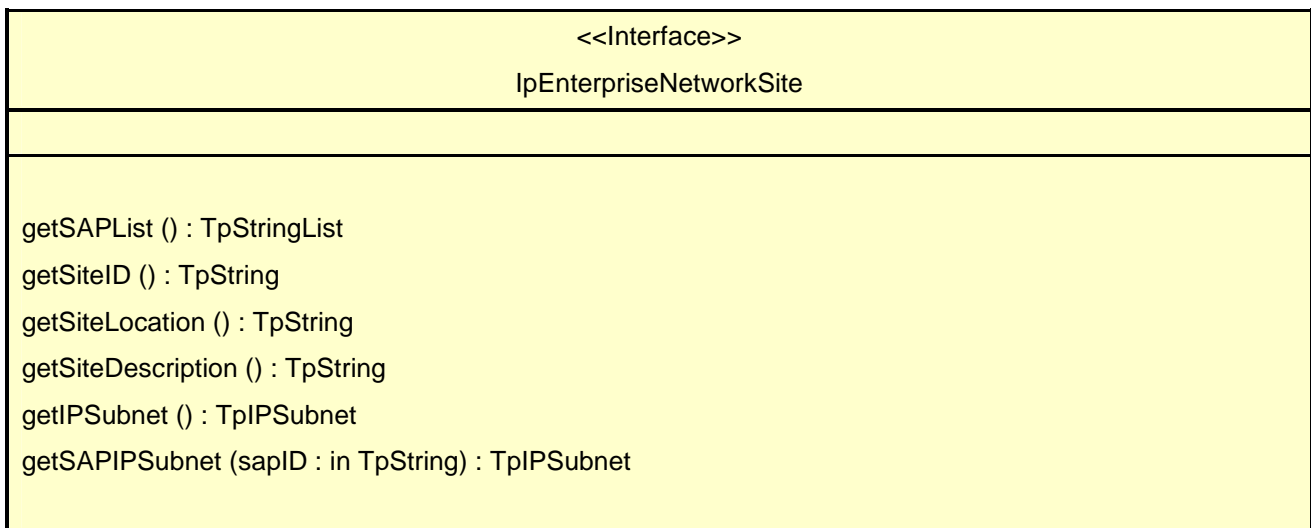 <<Interface>>
IpEnterpriseNetworkSite
getSAPList () : TpStringList
getSiteID () : TpString
getSiteLocation () : TpString
getSiteDescription () : TpString
getIPSubnet () : TpIPSubnet
getSAPIPSubnet (sapID : in TpString) : TpIPSubnet